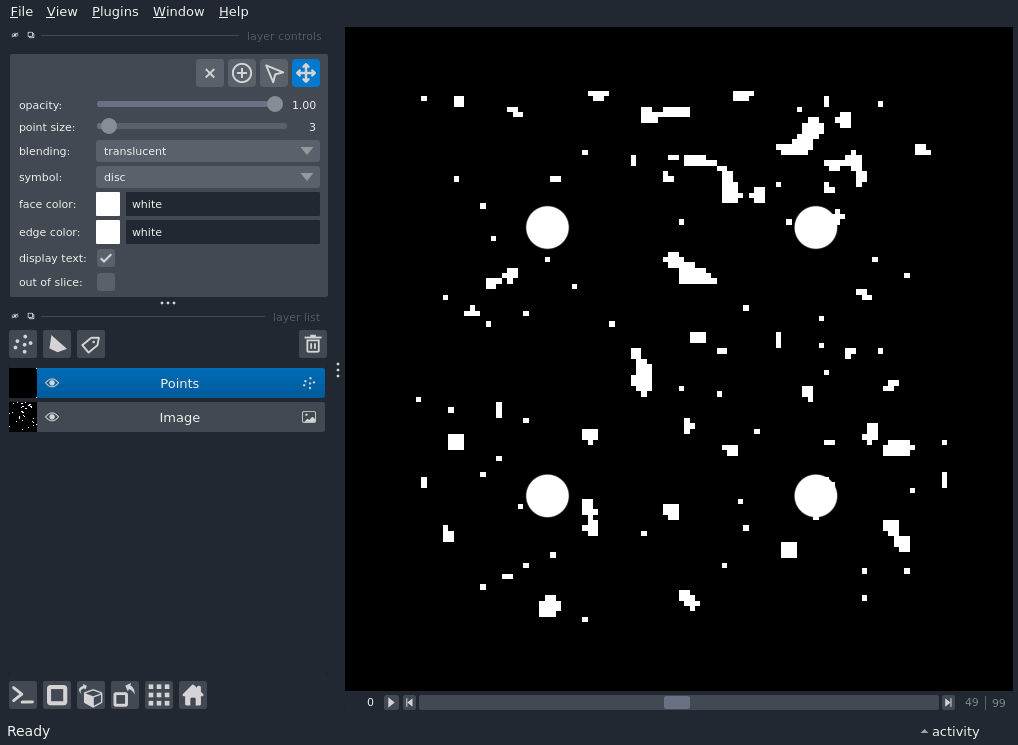 File View Plugins Window Help
layer controls
opacity: 1.00
point size: 3
blending: translucent
symbol: disc
face color: white
edge color: white
display text:
out of slice:
layer list
Points
Image
0 49 99
Ready activity